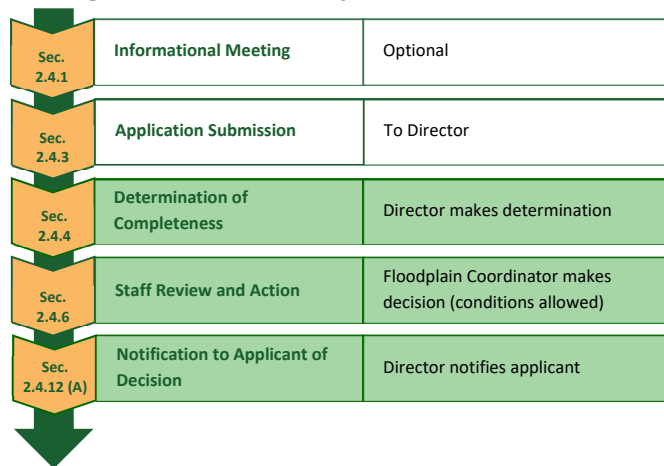 Sec.
2.4.1
Informational Meeting
Optional
Sec.
2.4.3
Application Submission
To Director
Sec.
2.4.4
Determination of
Completeness
Director makes determination
Sec.
2.4.6
Staff Review and Action
Floodplain Coordinator makes
decision (conditions allowed)
Sec.
2.4.12 (A)
Notification to Applicant of
Decision
Director notifies applicant